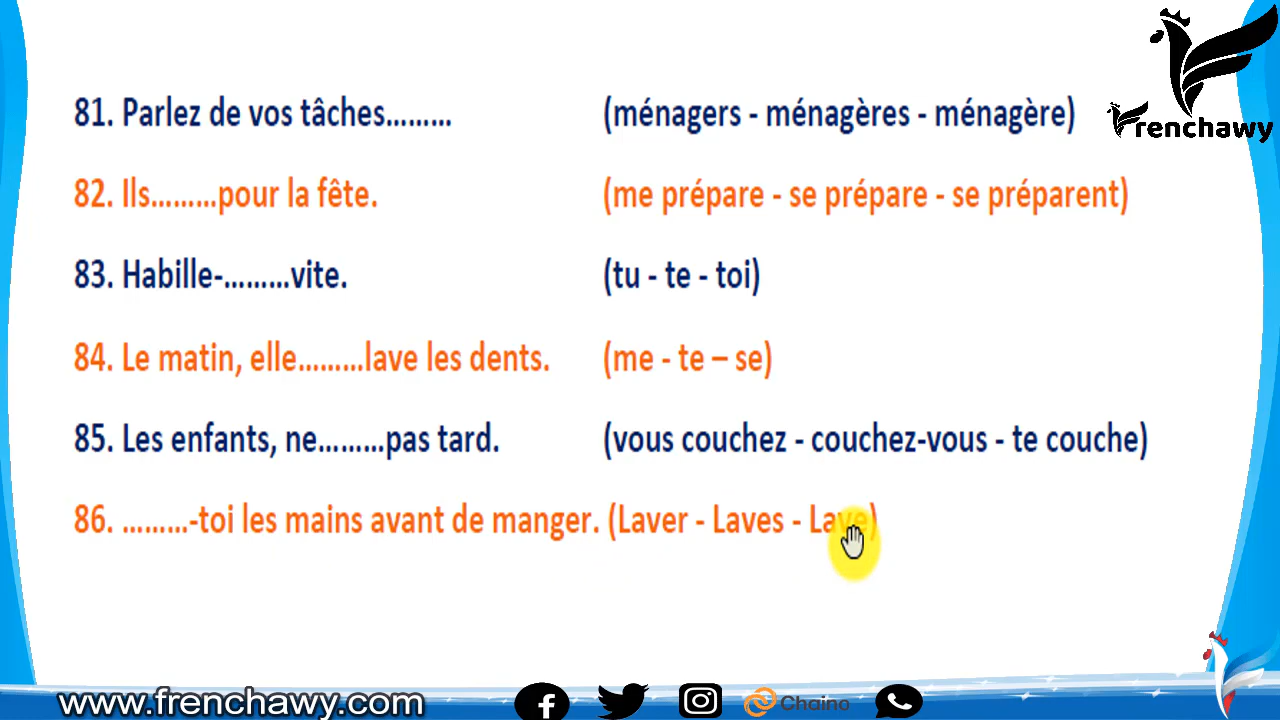 81. Parlez de vos tâches……… (ménagers - ménagères - ménagère)
82. Ils………pour la fête. (me prépare - se prépare - se préparent)
83. Habille-………vite. (tu - te - toi)
84. Le matin, elle………lave les dents. (me - te – se)
85. Les enfants, ne………pas tard. (vous couchez - couchez-vous - te couche)
86. ………-toi les mains avant de manger. (Laver - Laves - Lave)
Frenchawy
www.frenchawy.com
Chaino